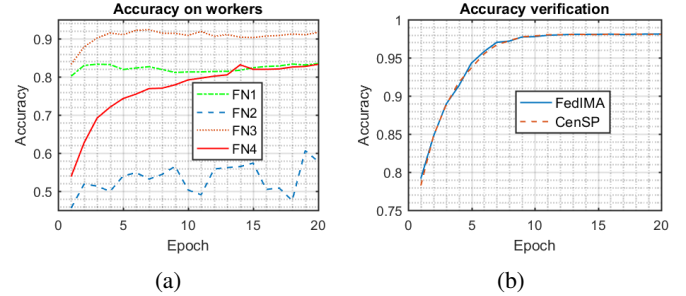 Accuracy on workers
0.9
0.8
0.7
0.6
0.5
Accuracy
FN1
FN2
FN3
FN4
0 5 10 15 20
Epoch
(a)
Accuracy verification
1
0.95
0.9
0.85
0.8
0.75
Accuracy
FedIMA
CenSP
0 5 10 15 20
Epoch
(b)